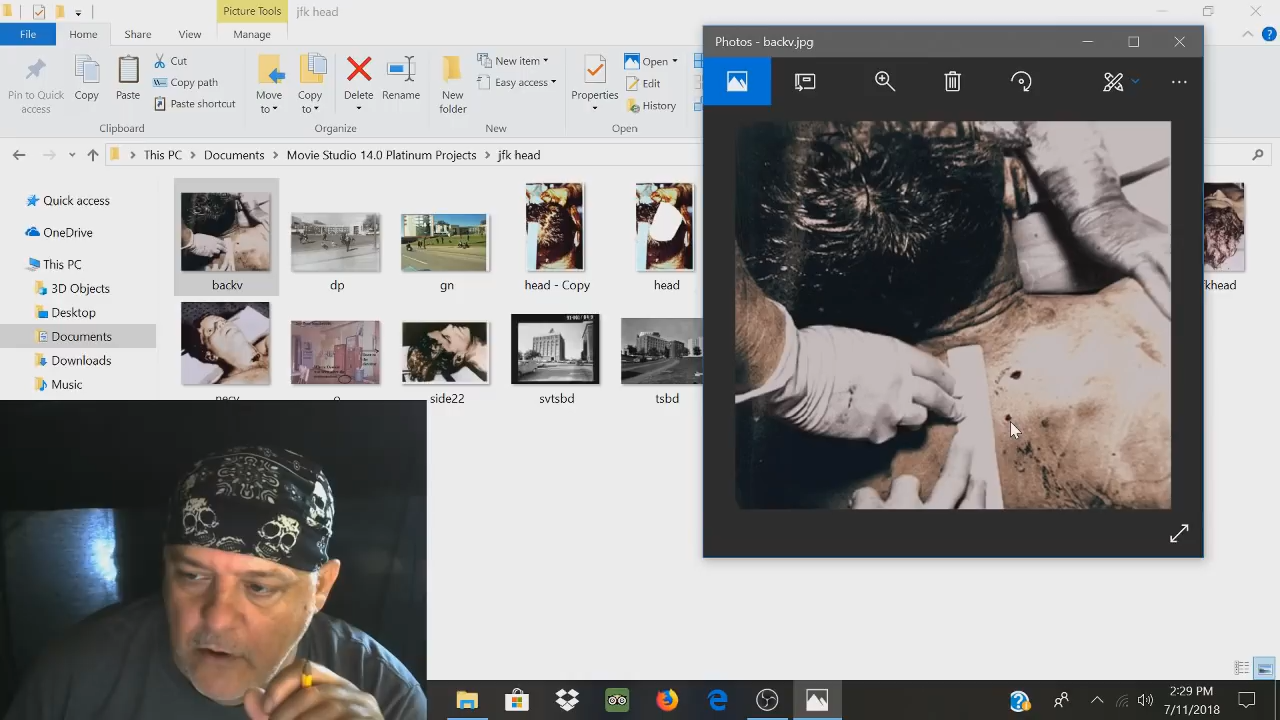 Picture Tools
jfk head
File
Home
Share
View
Manage
Pin to Quick access
Copy
Paste
Cut
Copy path
Paste shortcut
Clipboard
Move to
Copy to
Delete
Rename
Organize
New folder
New item
Easy access
New
Properties
Open
Edit
History
Open
This PC
Documents
Movie Studio 14.0 Platinum Projects
jfk head
Quick access
OneDrive
This PC
3D Objects
Desktop
Documents
Downloads
Music
backv
dp
gn
head - Copy
head
side22
svtsbd
tsbd
Photos - backv.jpg
2:29 PM
7/11/2018